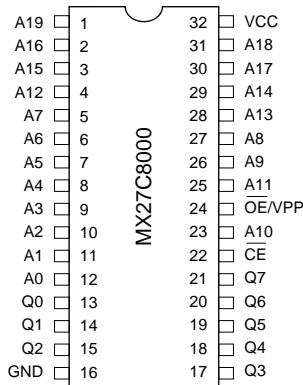 A19 1 32 VCC
A16 2 31 A18
A15 3 30 A17
A12 4 29 A14
A7 5 28 A13
A6 6 27 A8
A5 7 26 A9
A4 8 25 A11
A3 9 24 OE/VPP
A2 10 23 A10
A1 11 22 CE
A0 12 21 Q7
Q0 13 20 Q6
Q1 14 19 Q5
Q2 15 18 Q4
GND 16 17 Q3
MX27C8000